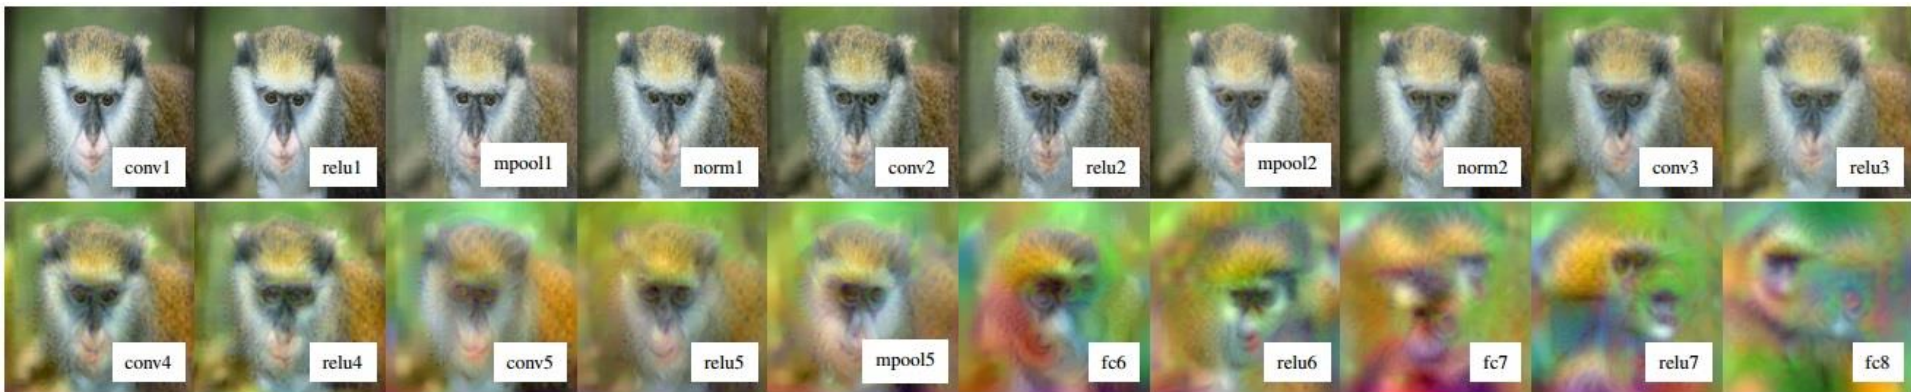 conv1 relu1 mpool1 norm1 conv2 relu2 mpool2 norm2 conv3 relu3
conv4 relu4 conv5 relu5 mpool5 fc6 relu6 fc7 relu7 fc8